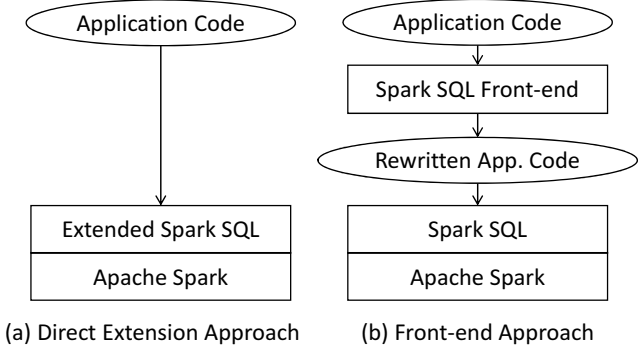 Application Code
Extended Spark SQL
Apache Spark
(a) Direct Extension Approach
Application Code
Spark SQL Front-end
Rewritten App. Code
Spark SQL
Apache Spark
(b) Front-end Approach